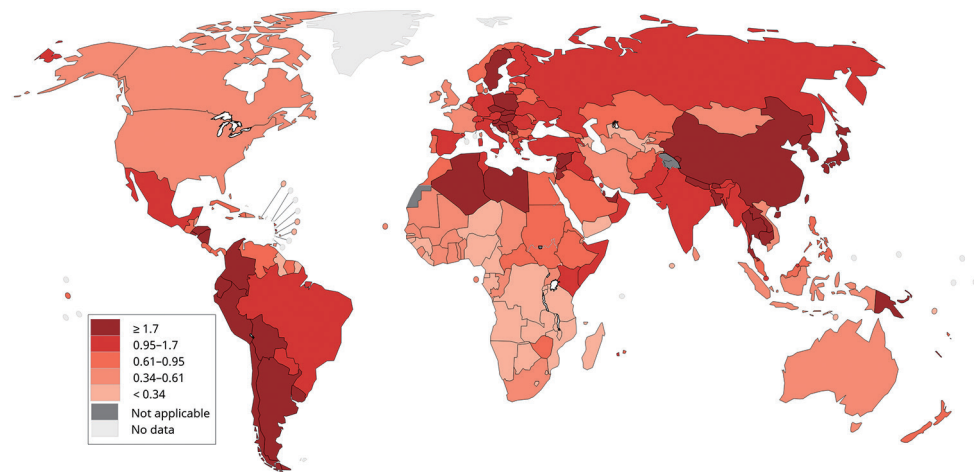 ≥ 1.7
0.95–1.7
0.61–0.95
0.34–0.61
< 0.34
Not applicable
No data